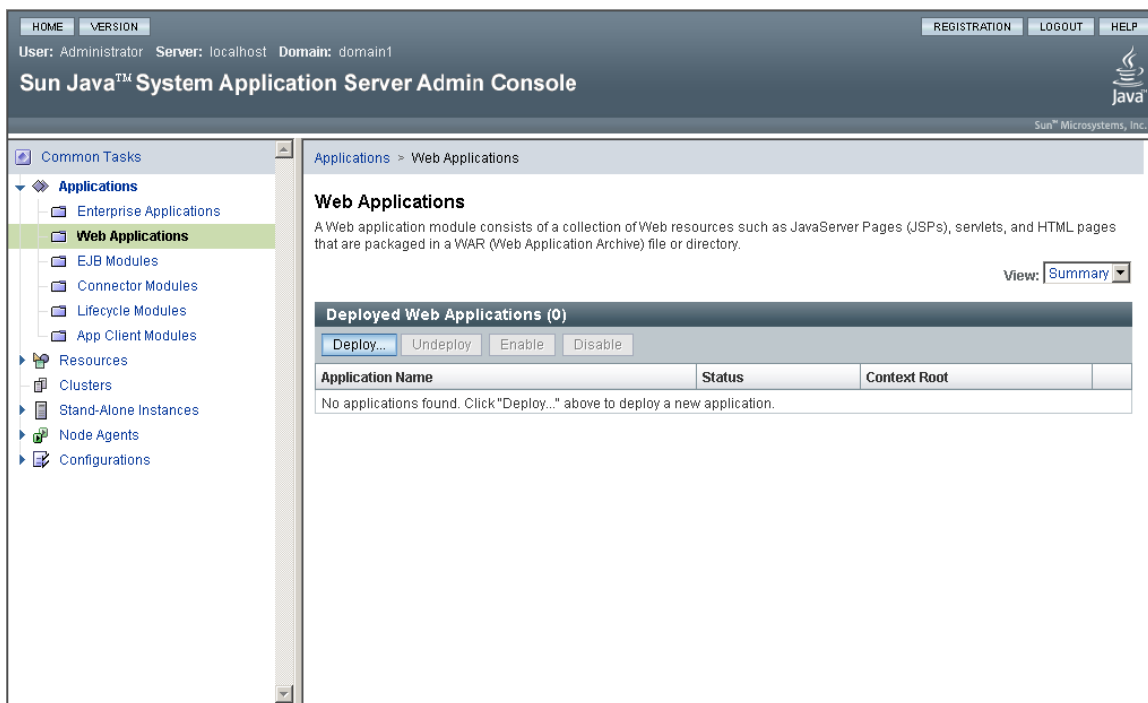 HOME VERSION REGISTRATION LOGOUT HELP
User: Administrator Server: localhost Domain: domain1
Sun Java™ System Application Server Admin Console
Java™
Sun™ Microsystems, Inc.
Common Tasks
Applications
Enterprise Applications
Web Applications
EJB Modules
Connector Modules
Lifecycle Modules
App Client Modules
Resources
Clusters
Stand-Alone Instances
Node Agents
Configurations
Applications > Web Applications
Web Applications
A Web application module consists of a collection of Web resources such as JavaServer Pages (JSPs), servlets, and HTML pages
that are packaged in a WAR (Web Application Archive) file or directory.
View: Summary
Deployed Web Applications (0)
Deploy... Undeploy Enable Disable
Application Name Status Context Root
No applications found. Click "Deploy..." above to deploy a new application.